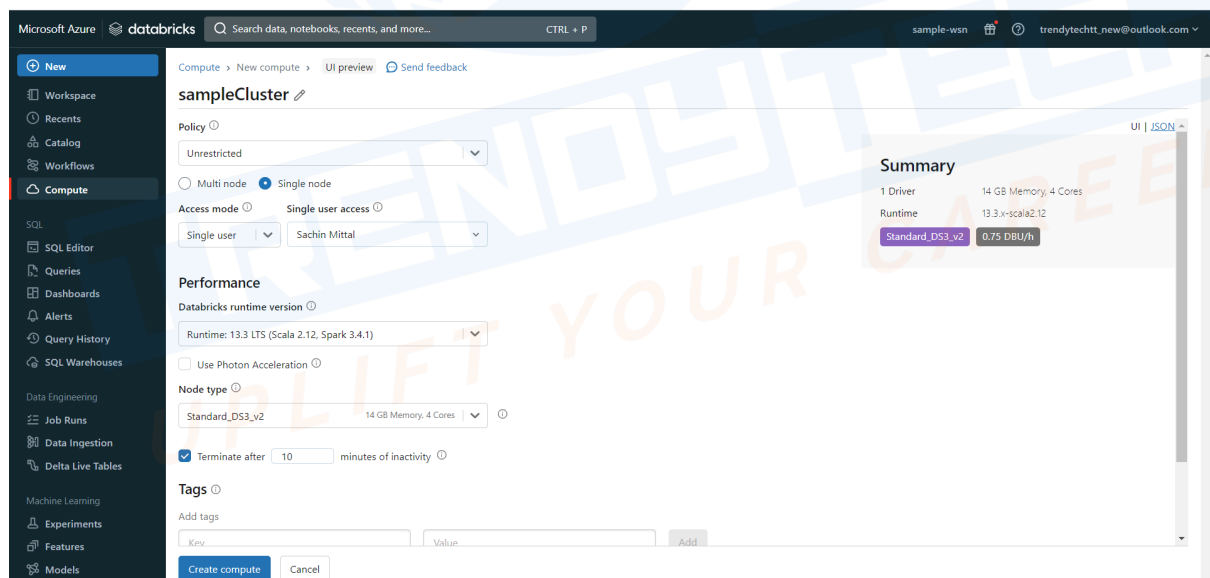 Microsoft Azure databricks Search data, notebooks, recents, and more... CTRL + P sample-wsn trendytechtt_new@outlook.com
New
Workspace
Recents
Catalog
Workflows
Compute
SQL
SQL Editor
Queries
Dashboards
Alerts
Query History
SQL Warehouses
Data Engineering
Job Runs
Data Ingestion
Delta Live Tables
Machine Learning
Experiments
Features
Models
Compute > New compute > UI preview Send feedback
sampleCluster
UI | JSON
Policy
Unrestricted
Multi node Single node
Access mode Single user access
Single user Sachin Mittal
Performance
Databricks runtime version
Runtime: 13.3 LTS (Scala 2.12, Spark 3.4.1)
Use Photon Acceleration
Node type
Standard_DS3_v2 14 GB Memory, 4 Cores
Terminate after 10 minutes of inactivity
Tags
Add tags
Key Value Add
Create compute Cancel
Summary
1 Driver 14 GB Memory, 4 Cores
Runtime 13.3.x-scala2.12
Standard_DS3_v2 0.75 DBU/h
TRENDYTECH
UPLIFT YOUR CAREER